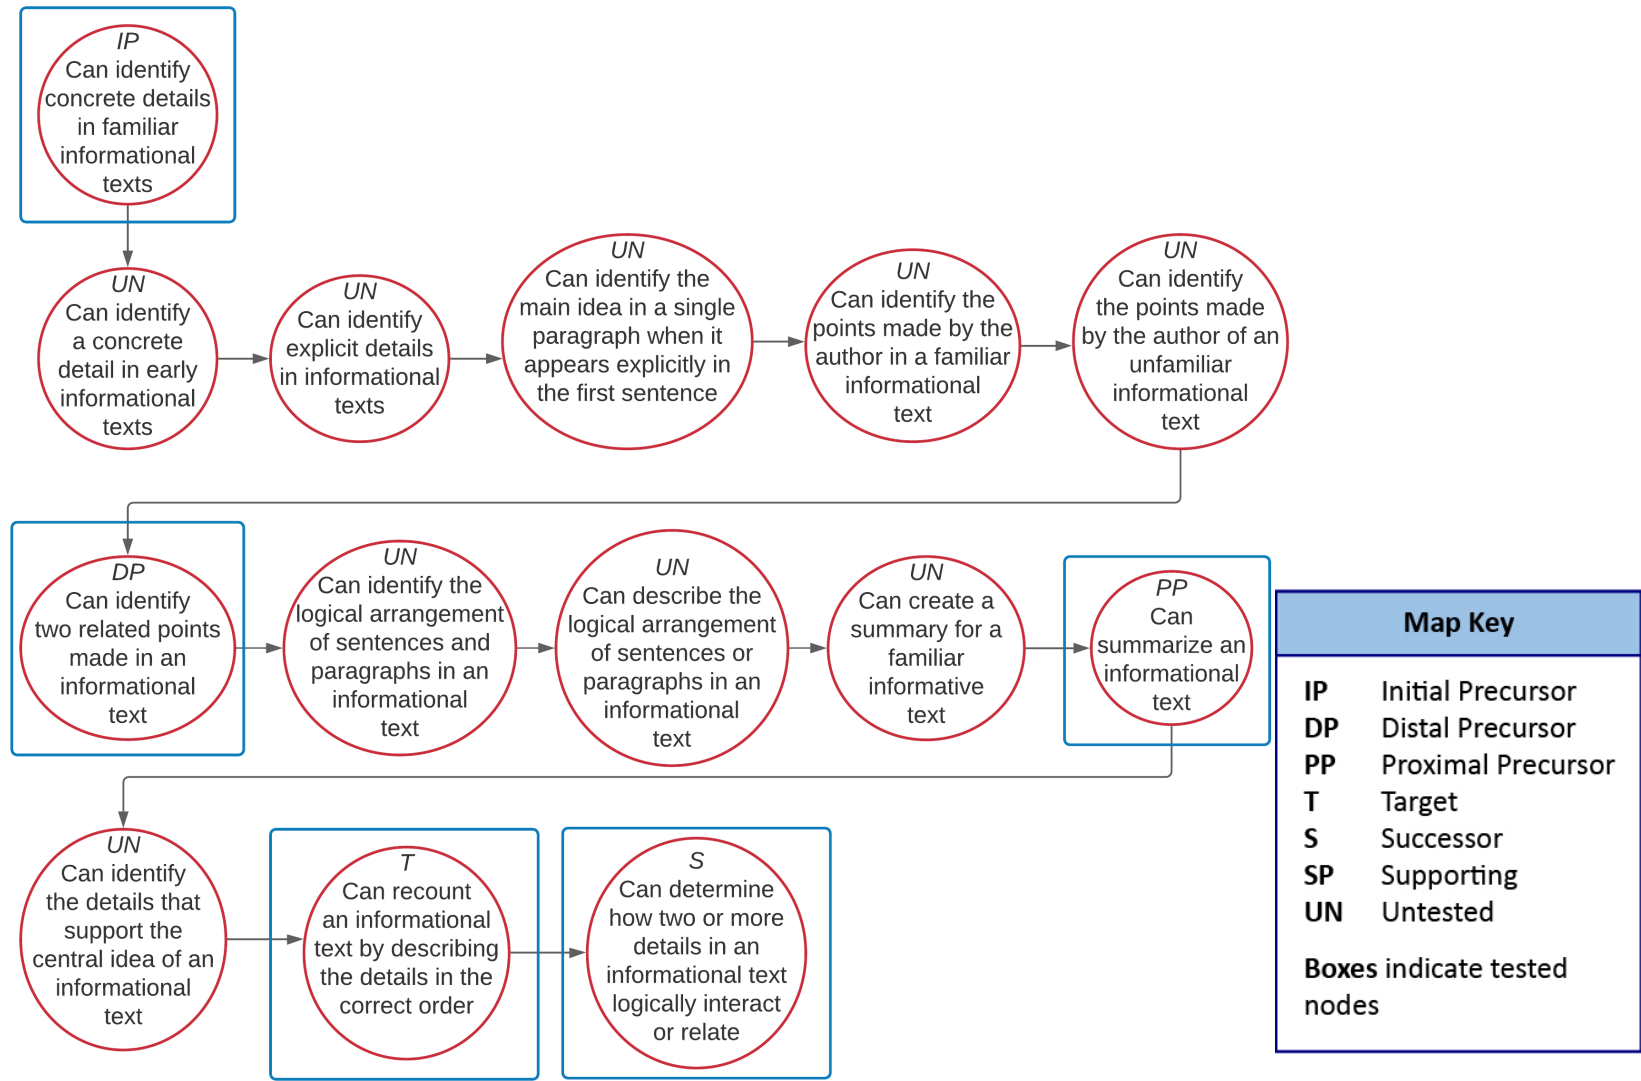 IP
Can identify
concrete details
in familiar
informational
texts
UN
Can identify
a concrete
detail in early
informational
texts
UN
Can identify
explicit details
in informational
texts
UN
Can identify the
main idea in a single
paragraph when it
appears explicitly in
the first sentence
UN
Can identify the
points made by the
author in a familiar
informational
text
UN
Can identify
the points made
by the author of an
unfamiliar
informational
text
DP
Can identify
two related points
made in an
informational
text
UN
Can identify the
logical arrangement
of sentences and
paragraphs in an
informational
text
UN
Can describe the
logical arrangement
of sentences or
paragraphs in an
informational
text
UN
Can create a
summary for a
familiar
informative
text
PP
Can
summarize an
informational
text
UN
Can identify
the details that
support the
central idea of an
informational
text
T
Can recount
an informational
text by describing
the details in the
correct order
S
Can determine
how two or more
details in an
informational text
logically interact
or relate
Map Key
IP Initial Precursor
DP Distal Precursor
PP Proximal Precursor
T Target
S Successor
SP Supporting
UN Untested
Boxes indicate tested
nodes